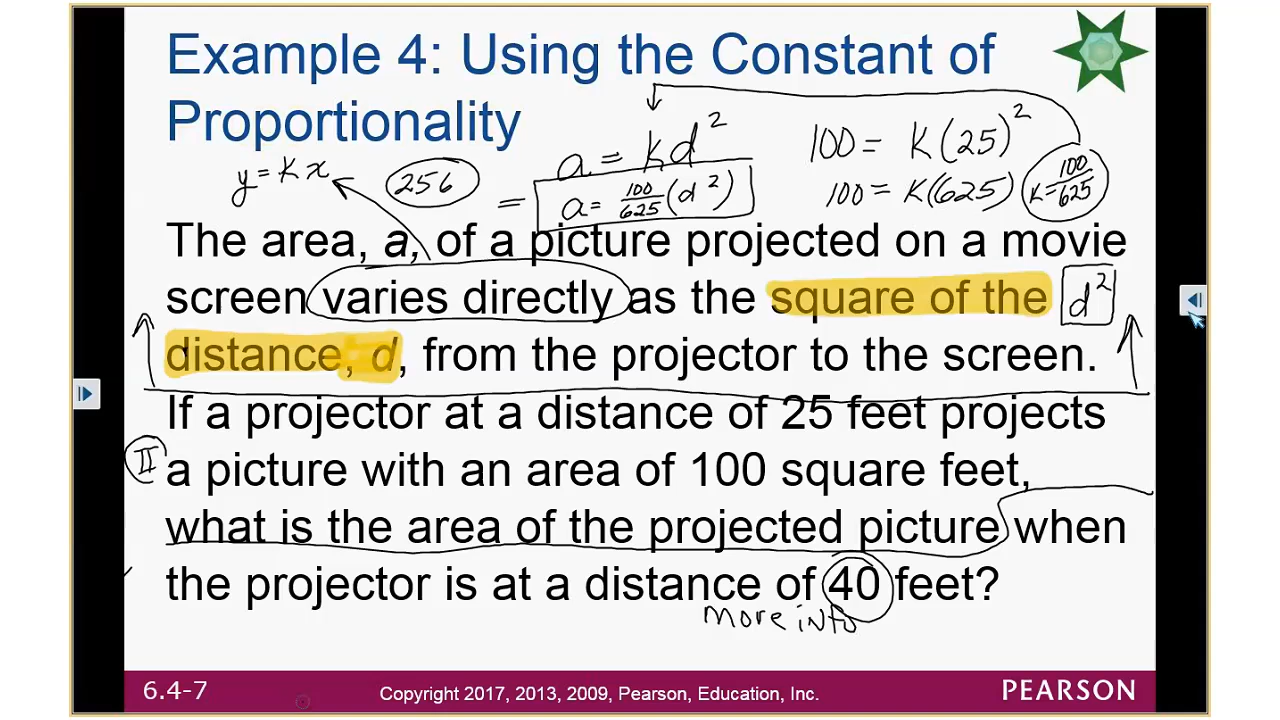 Example 4: Using the Constant of
Proportionality
y = kx
256
a = kd²
= a = 100/625 (d²)
100 = K(25)²
100 = K(625)
K = 100/625
The area, a, of a picture projected on a movie
screen varies directly as the square of the d²
distance, d, from the projector to the screen.
If a projector at a distance of 25 feet projects
II a picture with an area of 100 square feet,
what is the area of the projected picture when
the projector is at a distance of 40 feet?
more info
6.4-7
Copyright 2017, 2013, 2009, Pearson, Education, Inc.
PEARSON